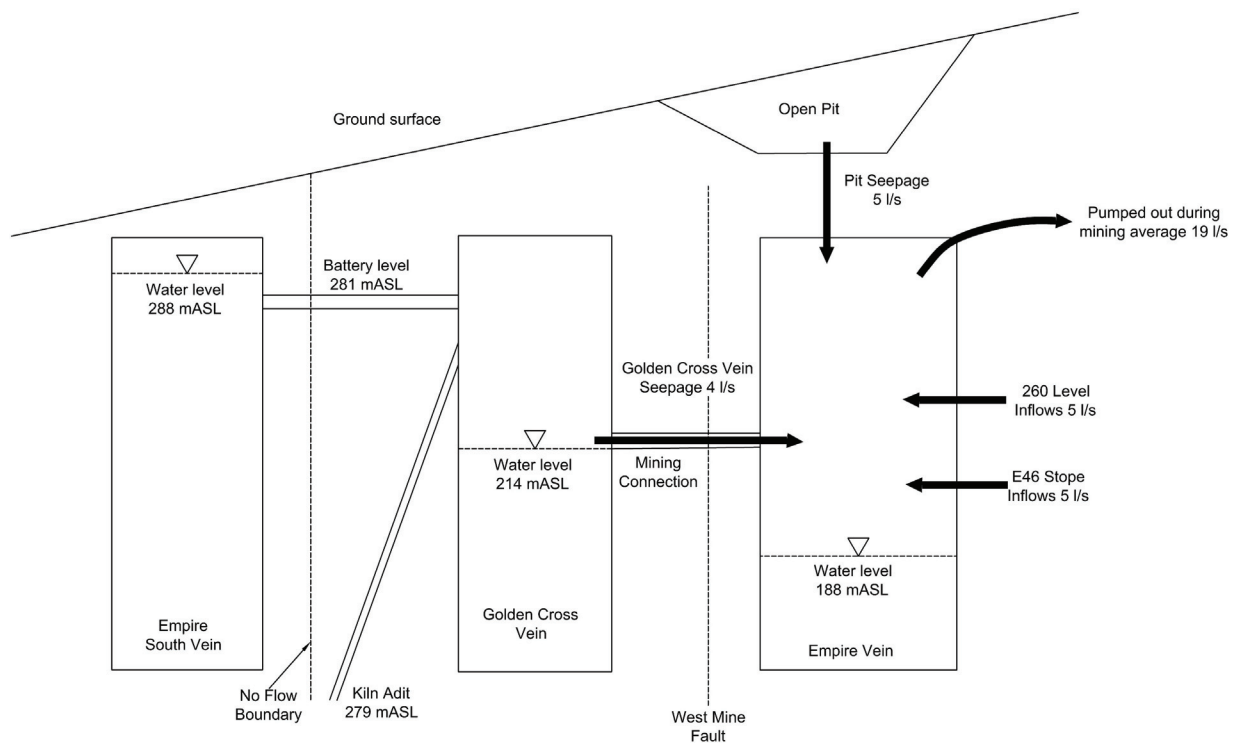 Ground surface
Open Pit
Pit Seepage
5 l/s
Pumped out during
mining average 19 l/s
Water level
288 mASL
Battery level
281 mASL
Golden Cross Vein
Seepage 4 l/s
260 Level
Inflows 5 l/s
Water level
214 mASL
Mining
Connection
E46 Stope
Inflows 5 l/s
Water level
188 mASL
Empire
South Vein
Golden Cross
Vein
Empire Vein
No Flow
Boundary
Kiln Adit
279 mASL
West Mine
Fault